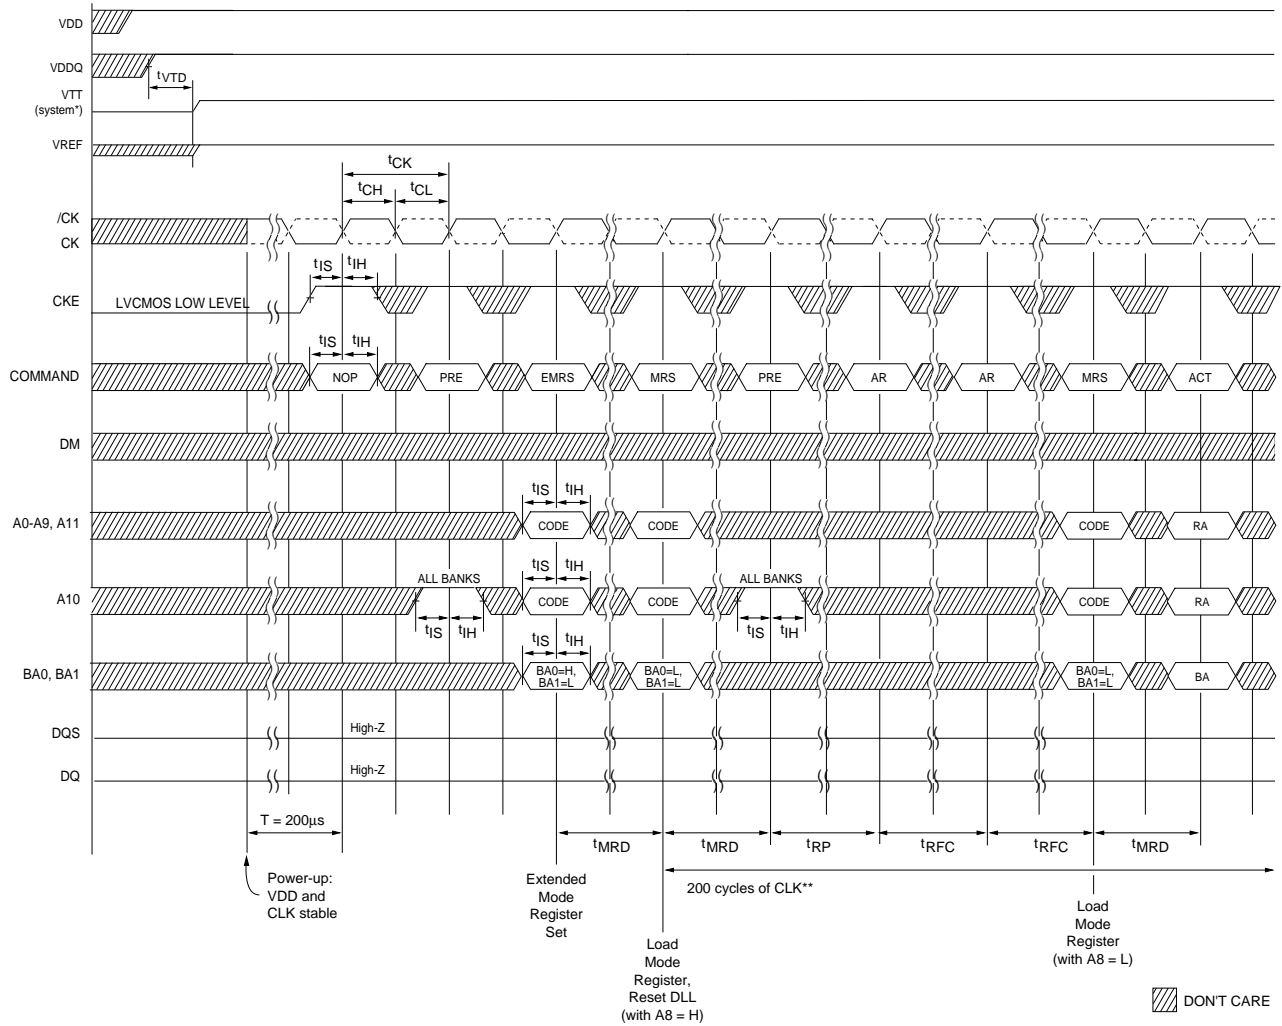 VDD
VDDQ
tVTD
VTT
(system*)
VREF
tCK
tCH
tCL
/CK
CK
tIS
tIH
CKE
LVCMOS LOW LEVEL
tIS
tIH
COMMAND
NOP
PRE
EMRS
MRS
PRE
AR
AR
MRS
ACT
DM
tIS
tIH
A0-A9, A11
CODE
CODE
CODE
RA
ALL BANKS
tIS
tIH
ALL BANKS
A10
CODE
CODE
CODE
RA
tIS
tIH
tIS
tIH
tIS
tIH
BA0, BA1
BA0=H,
BA1=L
BA0=L,
BA1=L
BA0=L,
BA1=L
BA
DQS
High-Z
DQ
High-Z
T = 200µs
tMRD
tMRD
tRP
tRFC
tRFC
tMRD
Power-up:
VDD and
CLK stable
Extended
Mode
Register
Set
200 cycles of CLK**
Load
Mode
Register,
Reset DLL
(with A8 = H)
Load
Mode
Register
(with A8 = L)
DON'T CARE